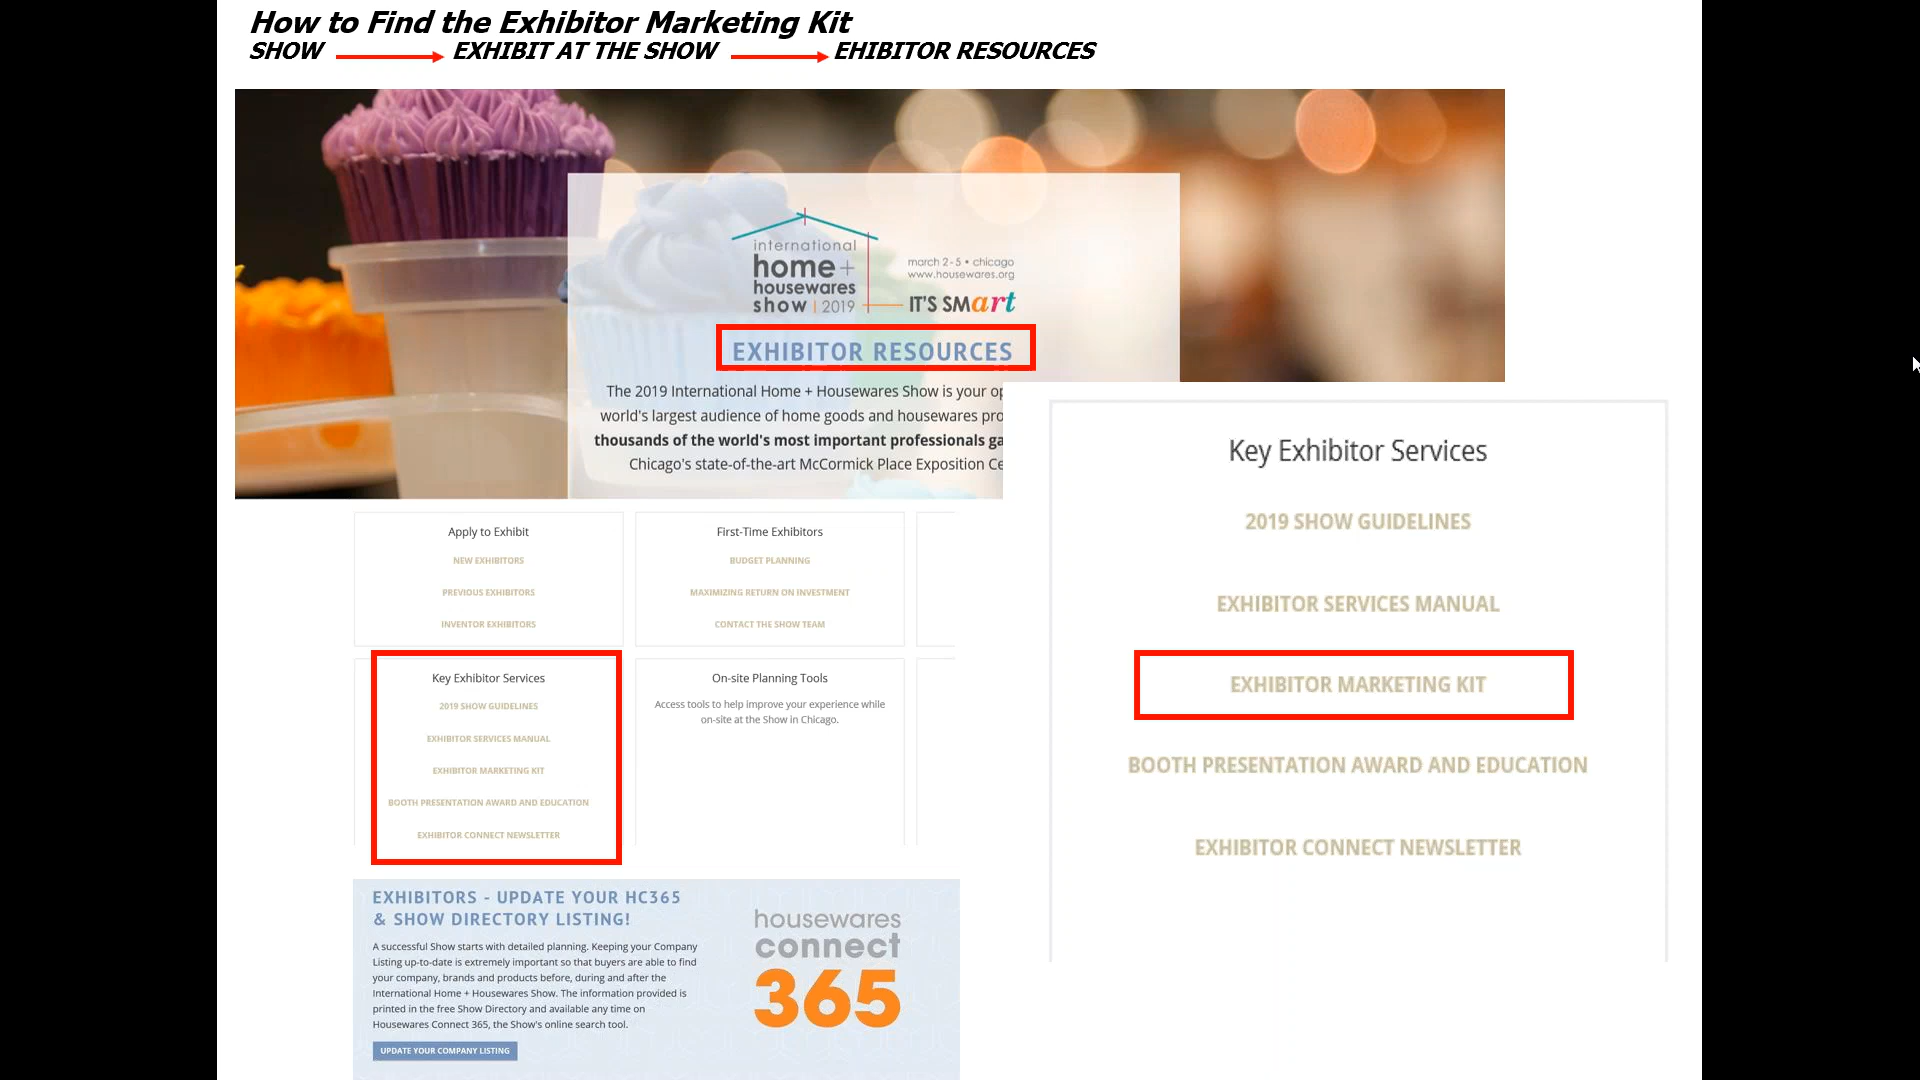 How to Find the Exhibitor Marketing Kit
SHOW EXHIBIT AT THE SHOW EHIBITOR RESOURCES
international
home+
housewares
show | 2019
march 2-5 • chicago
www.housewares.org
IT'S SMart
EXHIBITOR RESOURCES
The 2019 International Home + Housewares Show is your
world's largest audience of home goods and housewares
thousands of the world's most important professionals
Chicago's state-of-the-art McCormick Place Exposition
Apply to Exhibit
NEW EXHIBITORS
PREVIOUS EXHIBITORS
INVENTOR EXHIBITORS
First-Time Exhibitors
BUDGET PLANNING
MAXIMIZING RETURN ON INVESTMENT
CONTACT THE SHOW TEAM
Key Exhibitor Services
2019 SHOW GUIDELINES
EXHIBITOR SERVICES MANUAL
EXHIBITOR MARKETING KIT
BOOTH PRESENTATION AWARD AND EDUCATION
EXHIBITOR CONNECT NEWSLETTER
On-site Planning Tools
Access tools to help improve your experience while
on-site at the Show in Chicago.
Key Exhibitor Services
2019 SHOW GUIDELINES
EXHIBITOR SERVICES MANUAL
EXHIBITOR MARKETING KIT
BOOTH PRESENTATION AWARD AND EDUCATION
EXHIBITOR CONNECT NEWSLETTER
EXHIBITORS - UPDATE YOUR HC365
& SHOW DIRECTORY LISTING!
A successful Show starts with detailed planning. Keeping your Company
Listing up-to-date is extremely important so that buyers are able to find
your company, brands and products before, during and after the
International Home + Housewares Show. The information provided is
printed in the free Show Directory and available any time on
Housewares Connect 365, the Show's online search tool.
UPDATE YOUR COMPANY LISTING
housewares
connect
365